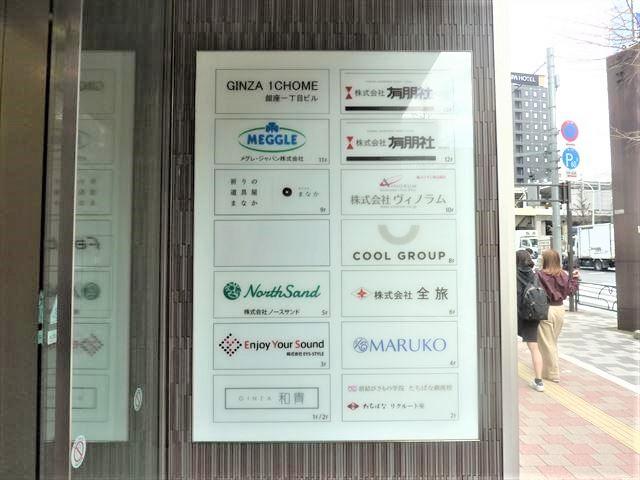 GINZA 1CHOME
銀座一丁目ビル
株式会社 有朋社
MEGGLE
メグレ・ジャパン株式会社
11F
株式会社 有朋社
12F
祈りの
道具屋
まなか
まなか
9F
株式会社 ヴィノラム
10F
COOL GROUP
8F
NorthSand
株式会社ノースサンド
5F
株式会社 全旅
6F
Enjoy Your Sound
株式会社 EYS-STYLE
3F
MARUKO
4F
GINZA 和貴
1F/2F
たちばな リクルート
2F
HOTEL
P